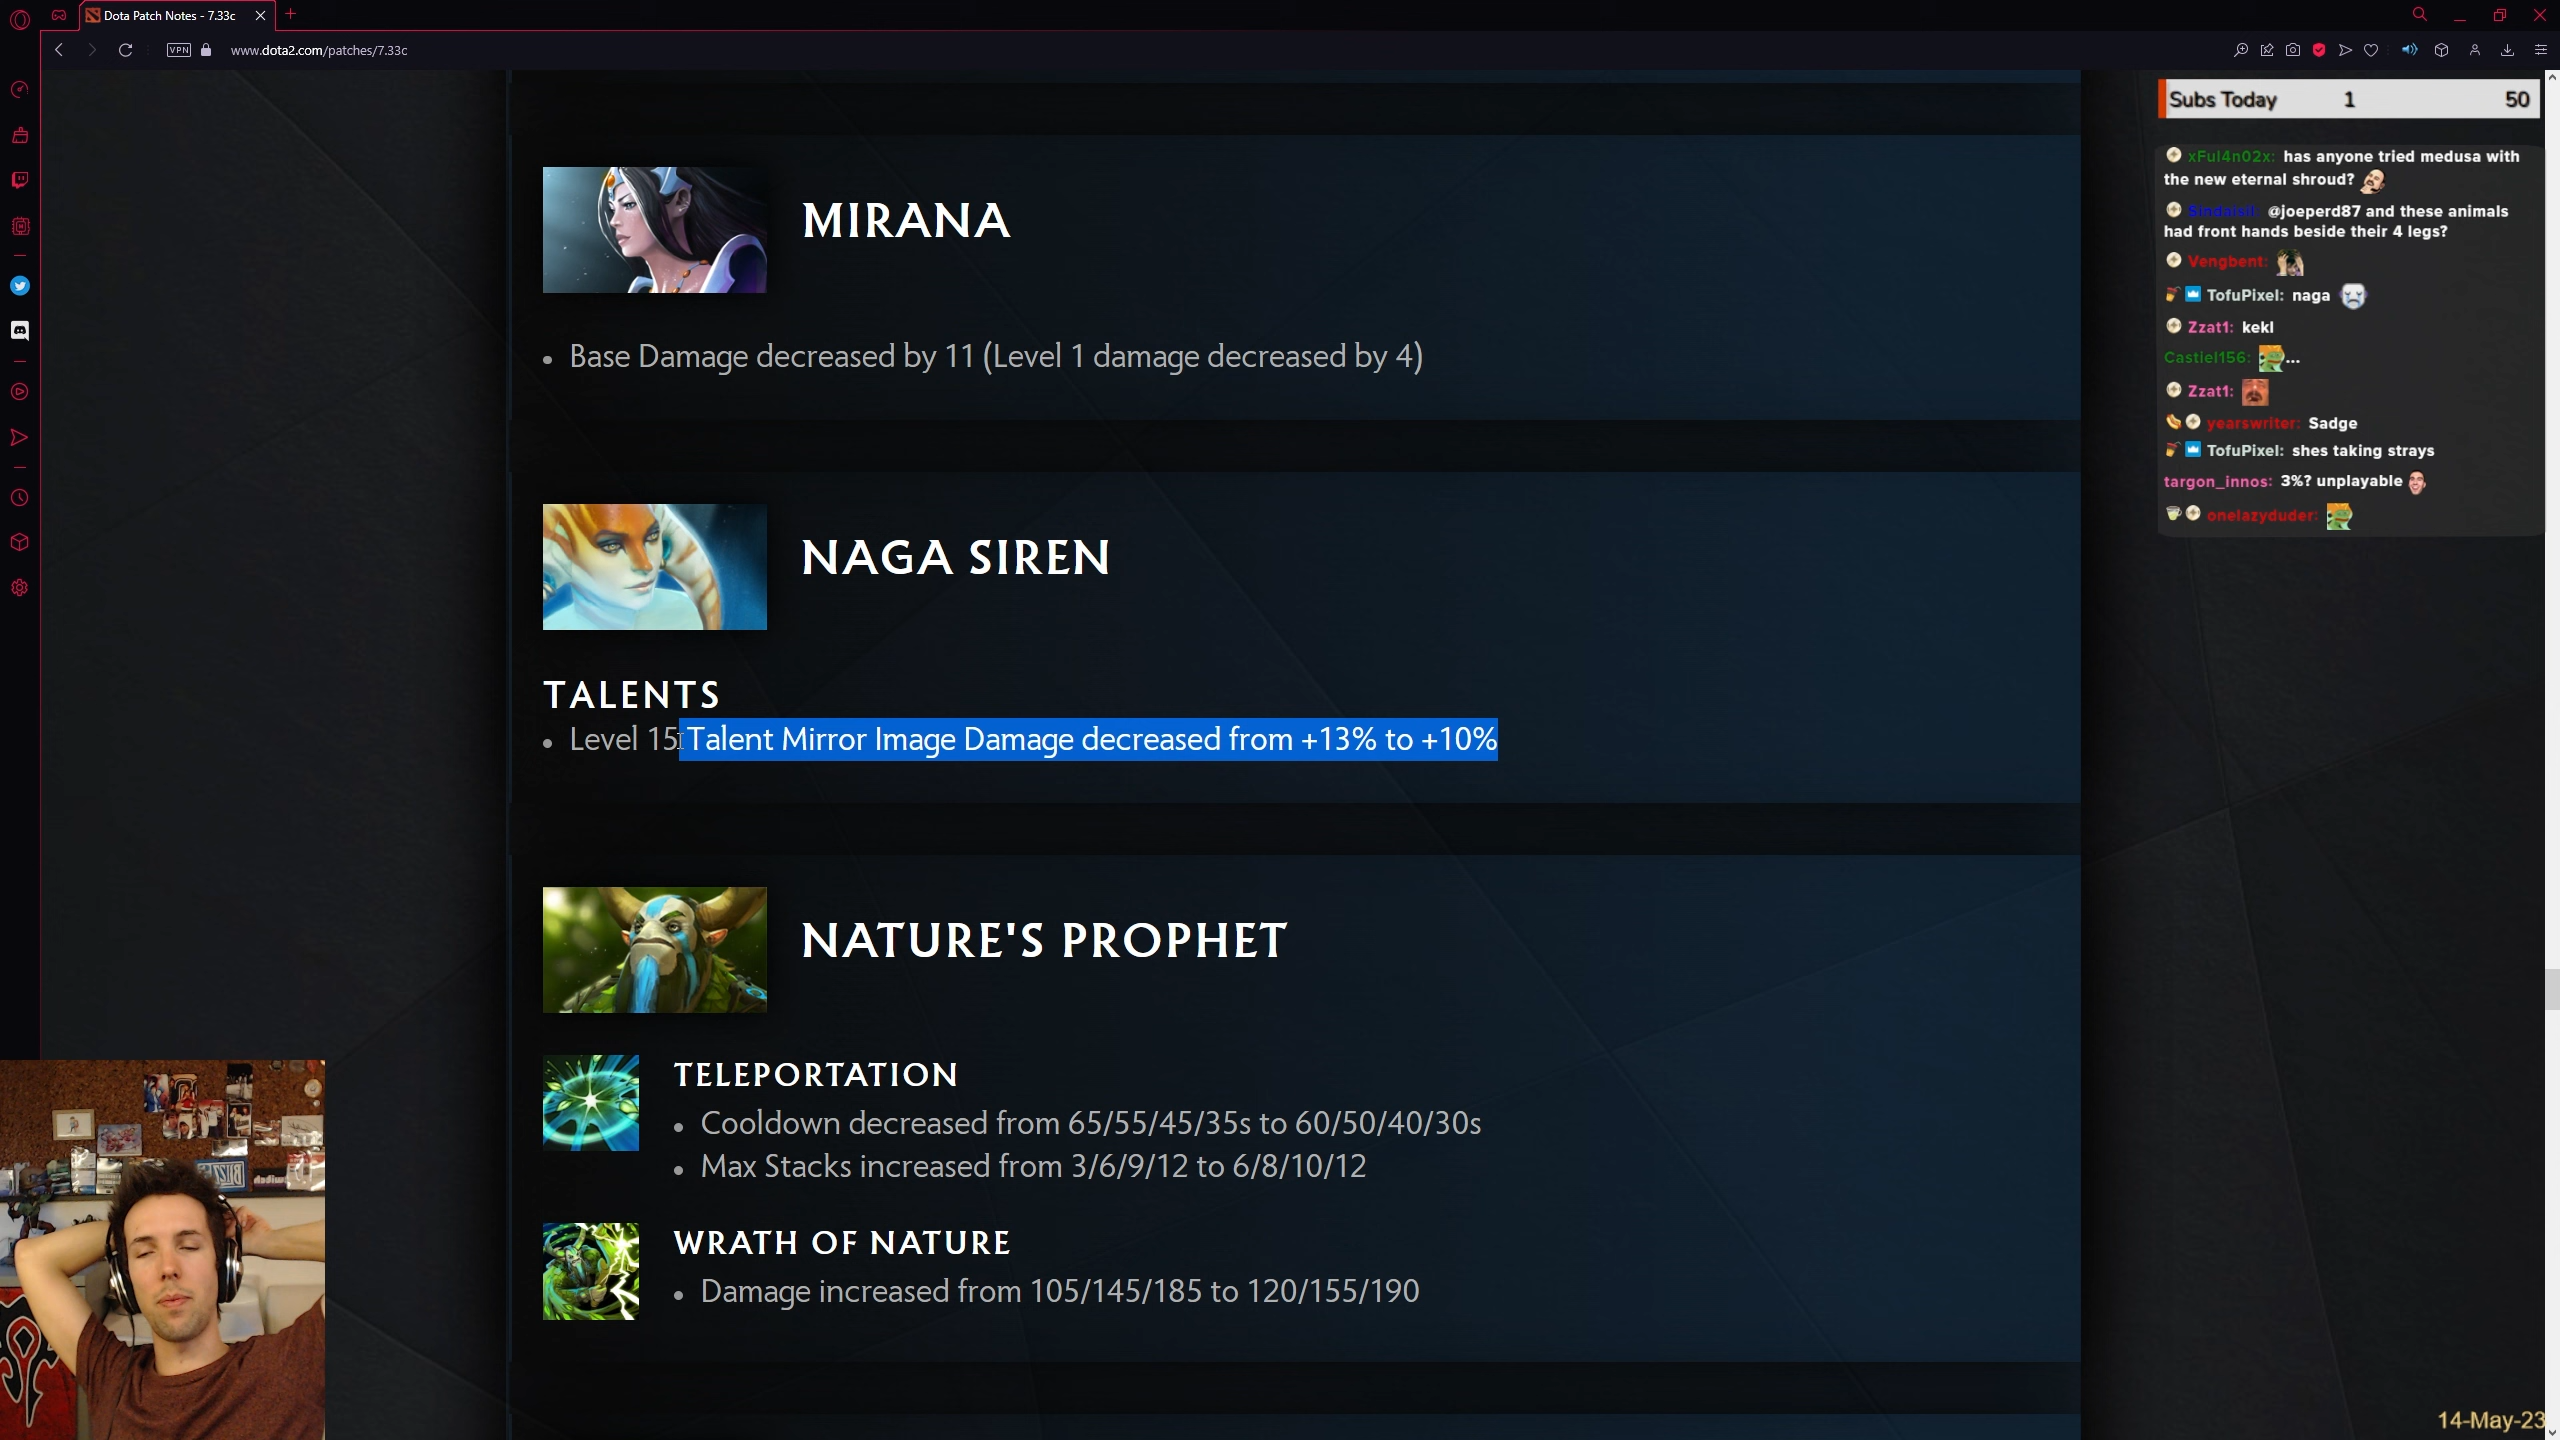 Dota Patch Notes - 7.33c
VPN
www.dota2.com/patches/7.33c
Subs Today 1 50
xFul4n02x: has anyone tried medusa with
the new eternal shroud?
Sindaisil: @joeperd87 and these animals
had front hands beside their 4 legs?
Vengbent:
TofuPixel: naga
Zzat1: kekl
Castiel156: ...
Zzat1:
yearswriter: Sadge
TofuPixel: shes taking strays
targon_innos: 3%? unplayable
onelazyduder:
MIRANA
• Base Damage decreased by 11 (Level 1 damage decreased by 4)
NAGA SIREN
TALENTS
• Level 15 Talent Mirror Image Damage decreased from +13% to +10%
NATURE'S PROPHET
TELEPORTATION
• Cooldown decreased from 65/55/45/35s to 60/50/40/30s
• Max Stacks increased from 3/6/9/12 to 6/8/10/12
WRATH OF NATURE
• Damage increased from 105/145/185 to 120/155/190
14-May-23